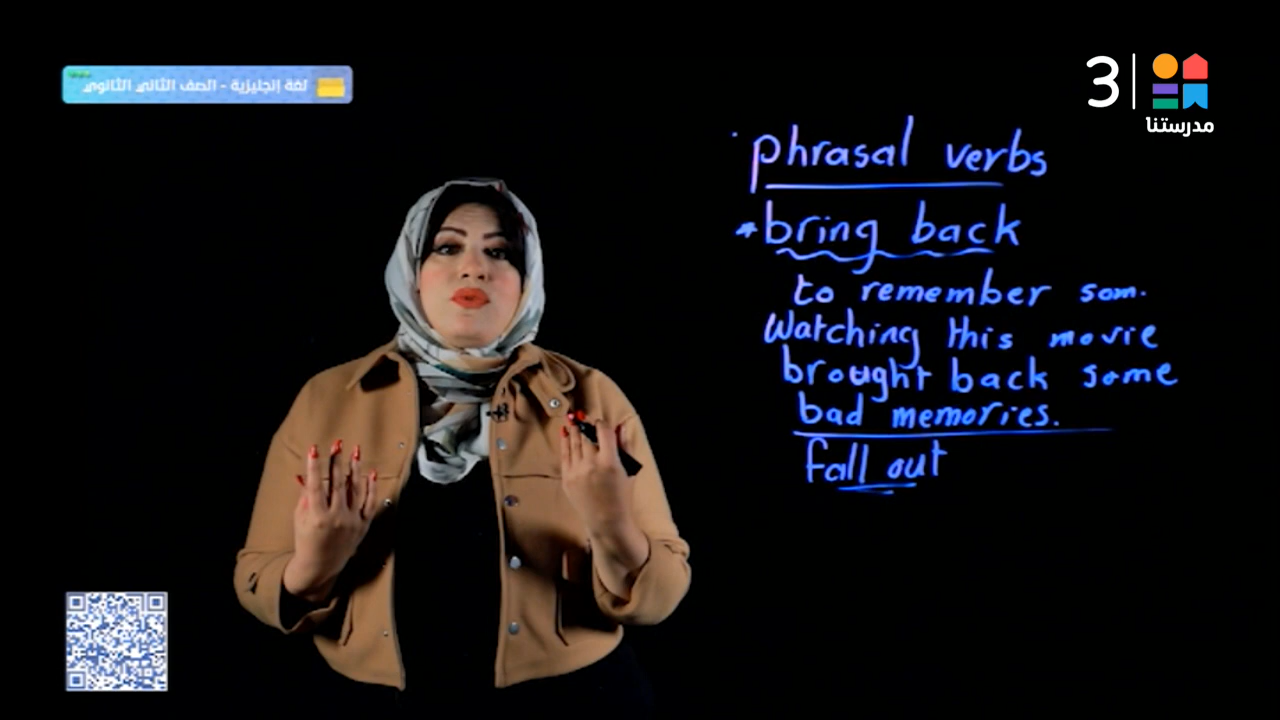 لغة إنجليزية - الصف الثاني الثانوي
3
مدرستنا
phrasal verbs
*bring back
to remember som.
Watching this movie
brought back some
bad memories.
fall out